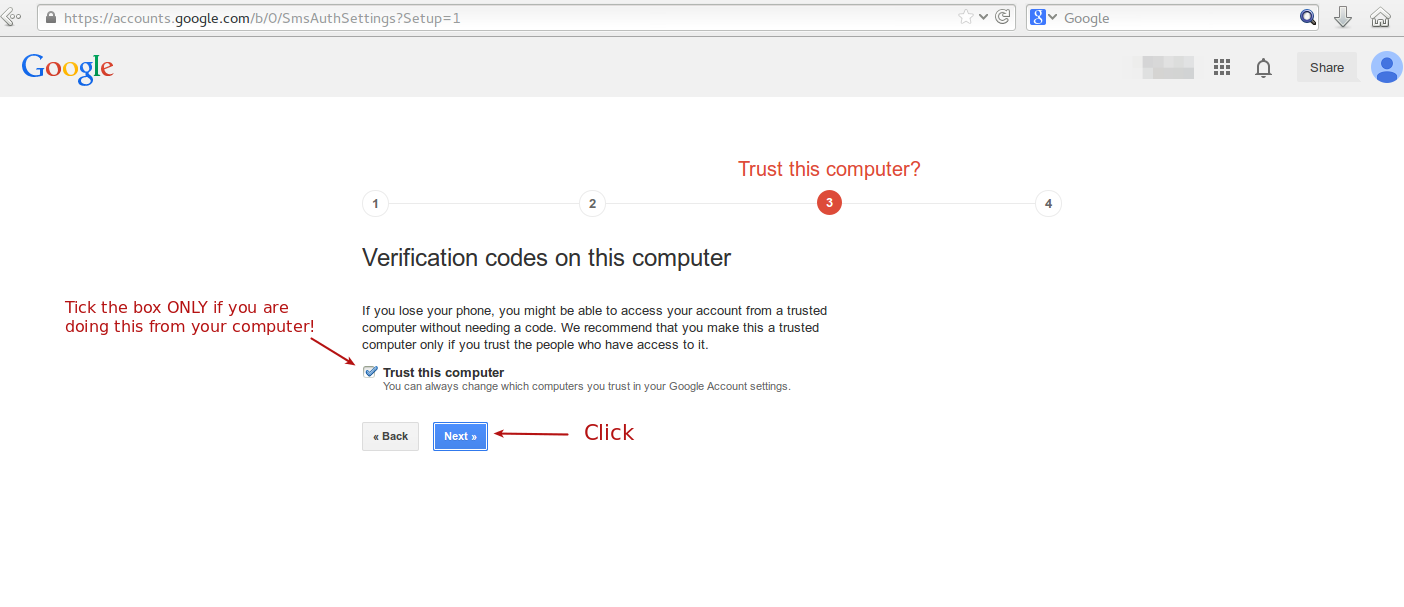 https://accounts.google.com/b/0/SmsAuthSettings?Setup=1
8 Google
Google
Share
Trust this computer?
1 2 3 4
Verification codes on this computer
Tick the box ONLY if you are
doing this from your computer!
If you lose your phone, you might be able to access your account from a trusted
computer without needing a code. We recommend that you make this a trusted
computer only if you trust the people who have access to it.
Trust this computer
You can always change which computers you trust in your Google Account settings.
« Back
Next »
Click